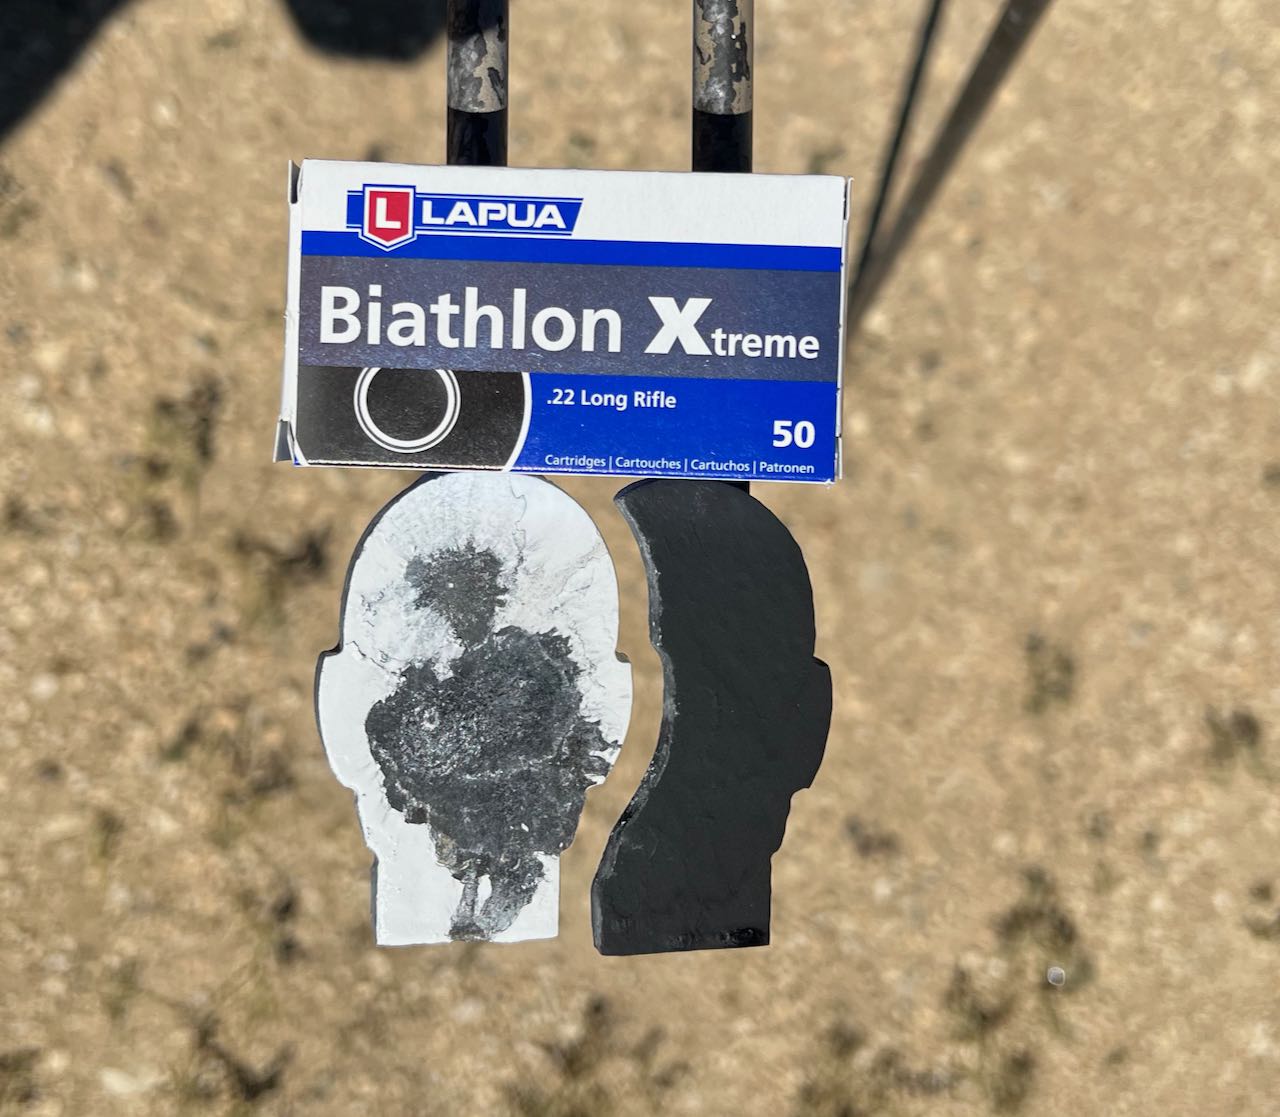 L LAPUA
Biathlon Xtreme
.22 Long Rifle
50
Cartridges | Cartouches | Cartuchos | Patronen